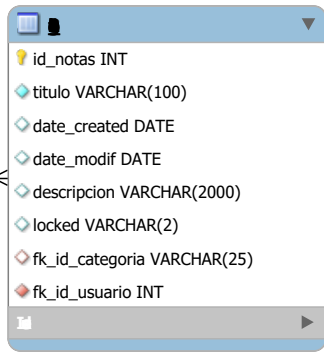 id_notas INT
titulo VARCHAR(100)
date_created DATE
date_modif DATE
descripcion VARCHAR(2000)
locked VARCHAR(2)
fk_id_categoria VARCHAR(25)
fk_id_usuario INT